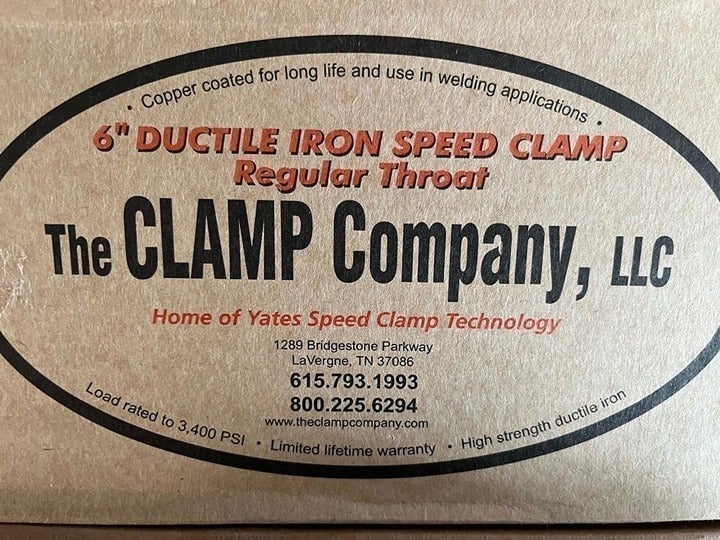 • Copper coated for long life and use in welding applications •
6" DUCTILE IRON SPEED CLAMP
Regular Throat
The CLAMP Company, LLC
Home of Yates Speed Clamp Technology
1289 Bridgestone Parkway
LaVergne, TN 37086
615.793.1993
800.225.6294
www.theclampcompany.com
Load rated to 3,400 PSI • Limited lifetime warranty • High strength ductile iron